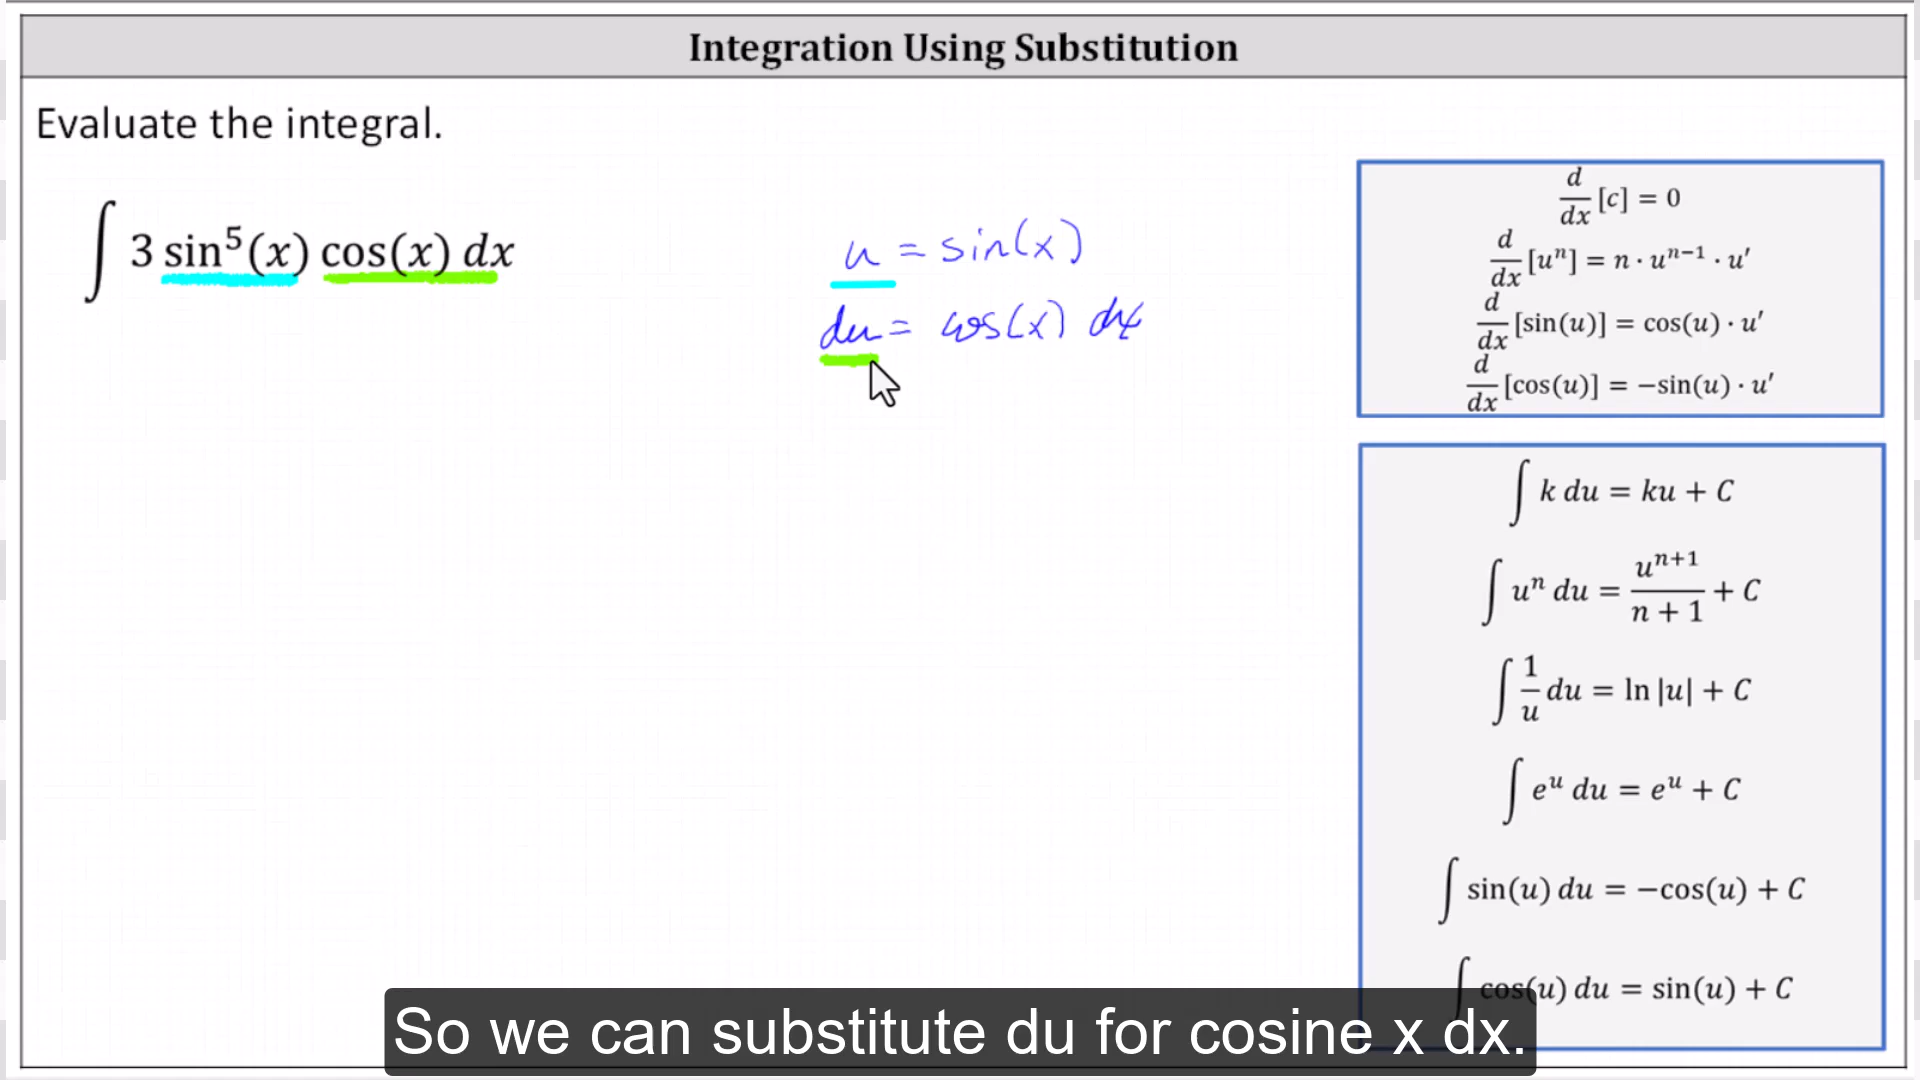 Integration Using Substitution
Evaluate the integral.
∫ 3 sin⁵(x) cos(x) dx
u = sin(x)
du = cos(x) dx
d/dx [c] = 0
d/dx [uⁿ] = n · uⁿ⁻¹ · u′
d/dx [sin(u)] = cos(u) · u′
d/dx [cos(u)] = −sin(u) · u′
∫ k du = ku + C
∫ uⁿ du = uⁿ⁺¹/(n + 1) + C
∫ 1/u du = ln |u| + C
∫ eᵘ du = eᵘ + C
∫ sin(u) du = −cos(u) + C
∫ cos(u) du = sin(u) + C
So we can substitute du for cosine x dx.